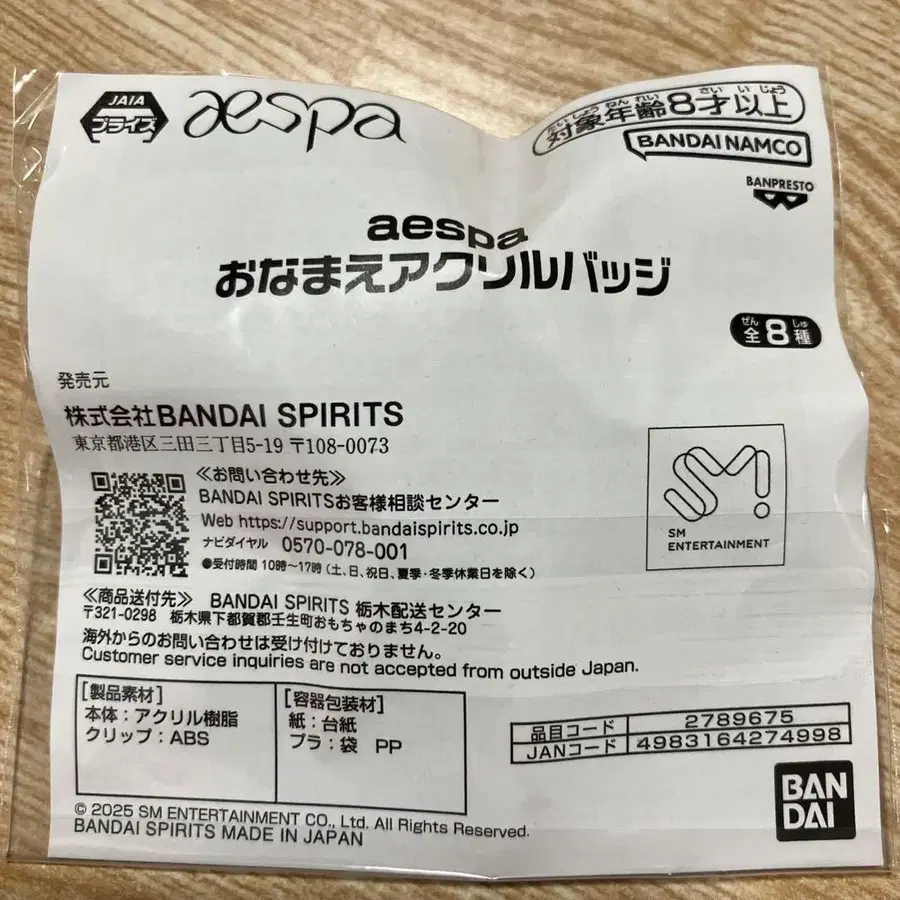 JAIA
プライズ
aespa
たいしょうねんれい さい いじょう
対象年齢8才以上
BANDAI NAMCO
BANPRESTO
aespa
おなまえアクリルバッジ
ぜん しゅ
全8種
発売元
株式会社BANDAI SPIRITS
東京都港区三田三丁目5-19 〒108-0073
≪お問い合わせ先≫
BANDAI SPIRITSお客様相談センター
Web https://support.bandaispirits.co.jp
ナビダイヤル 0570-078-001
●受付時間 10時～17時（土、日、祝日、夏季・冬季休業日を除く）
SM!
SM
ENTERTAINMENT
≪商品送付先≫ BANDAI SPIRITS 栃木配送センター
〒321-0298 栃木県下都賀郡壬生町おもちゃのまち4-2-20
海外からのお問い合わせは受け付けておりません。
Customer service inquiries are not accepted from outside Japan.
[製品素材]
本体：アクリル樹脂
クリップ：ABS
[容器包装材]
紙：台紙
プラ：袋 PP
品目コード 2789675
JANコード 4983164274998
© 2025 SM ENTERTAINMENT CO., Ltd. All Rights Reserved.
BANDAI SPIRITS MADE IN JAPAN
BAN
DAI